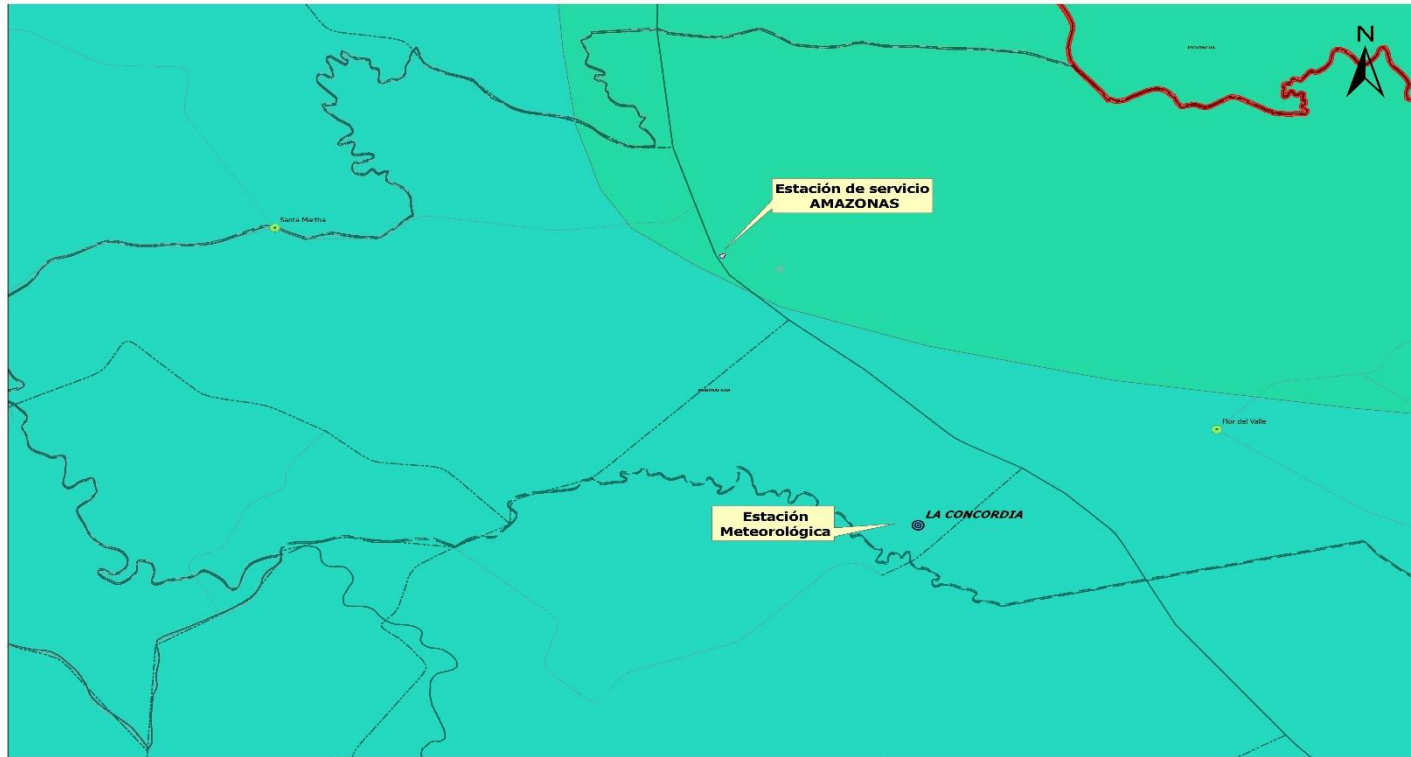 N
Estación de servicio
AMAZONAS
Santa Martha
Flor del Valle
LA CONCORDIA
Estación
Meteorológica